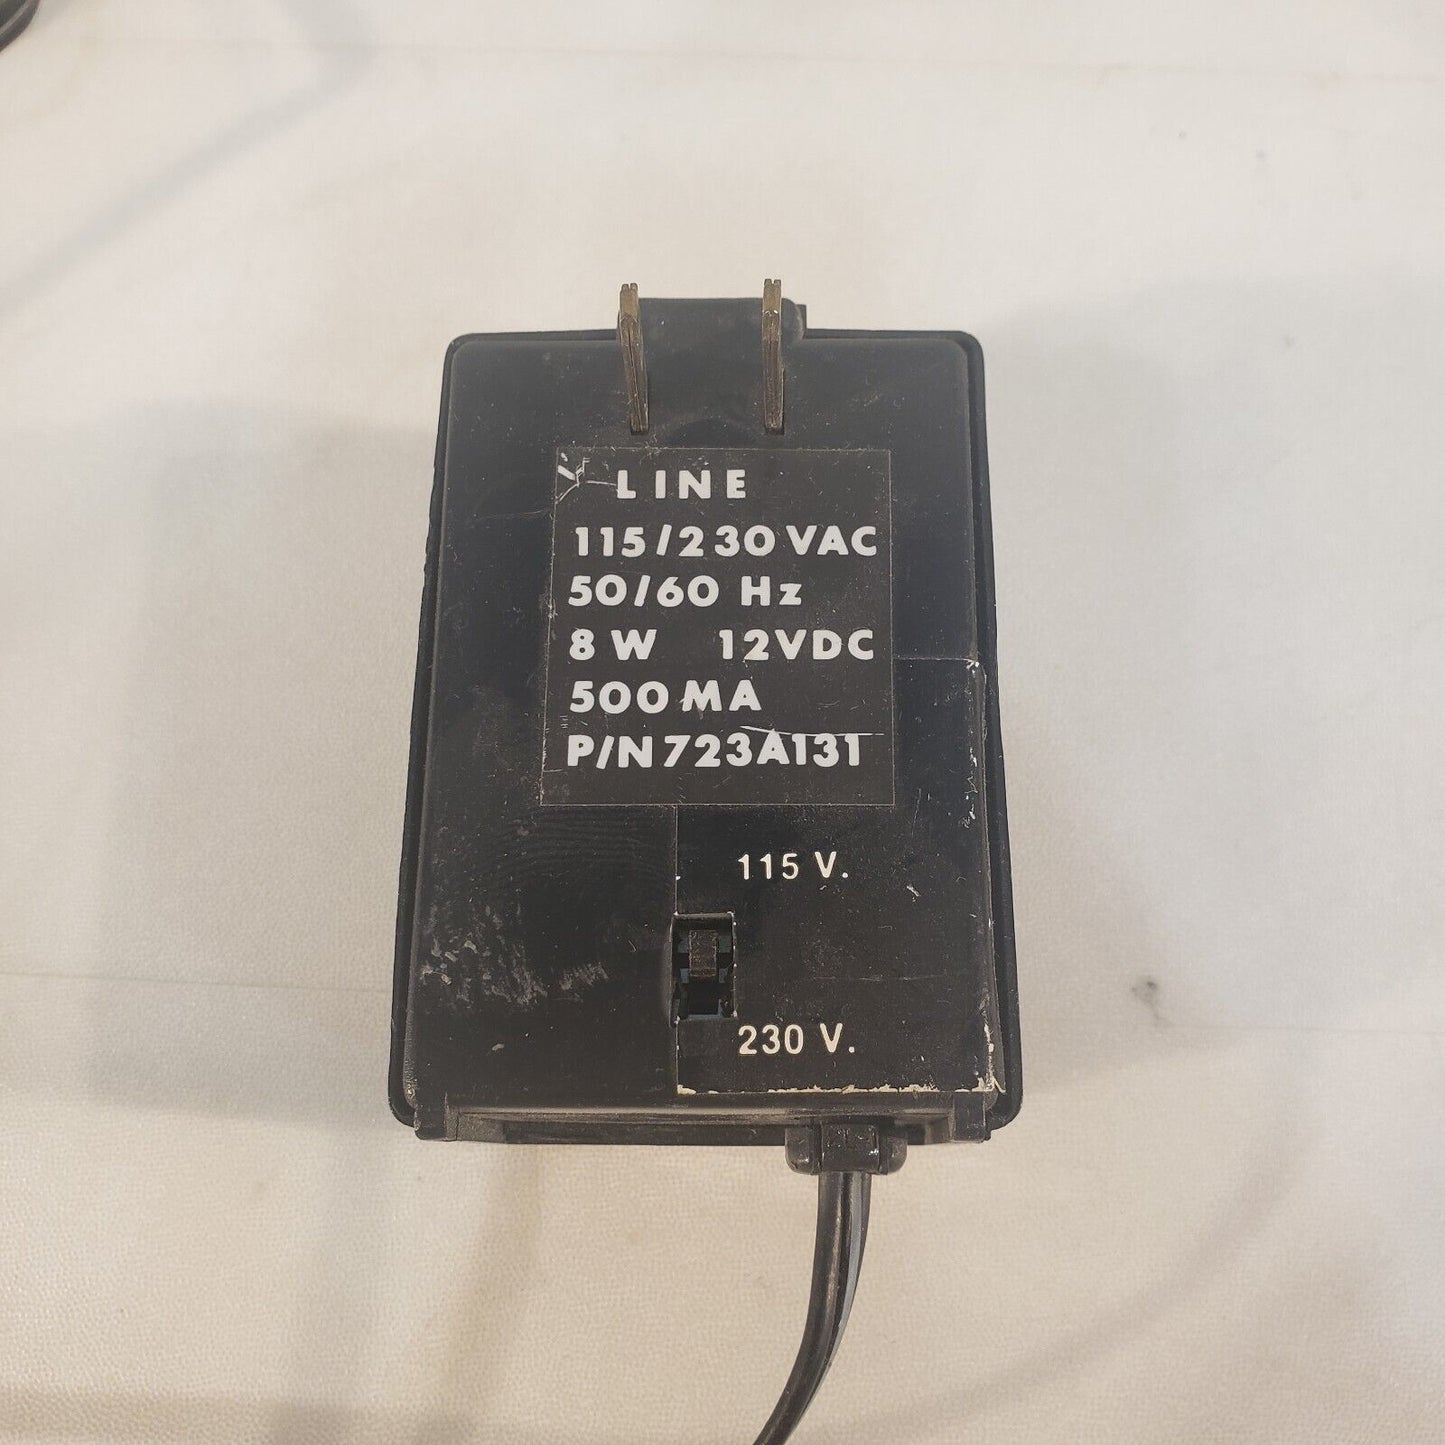 LINE
115/230 VAC
50/60 Hz
8 W 12VDC
500 MA
P/N 723A131
115 V.
230 V.